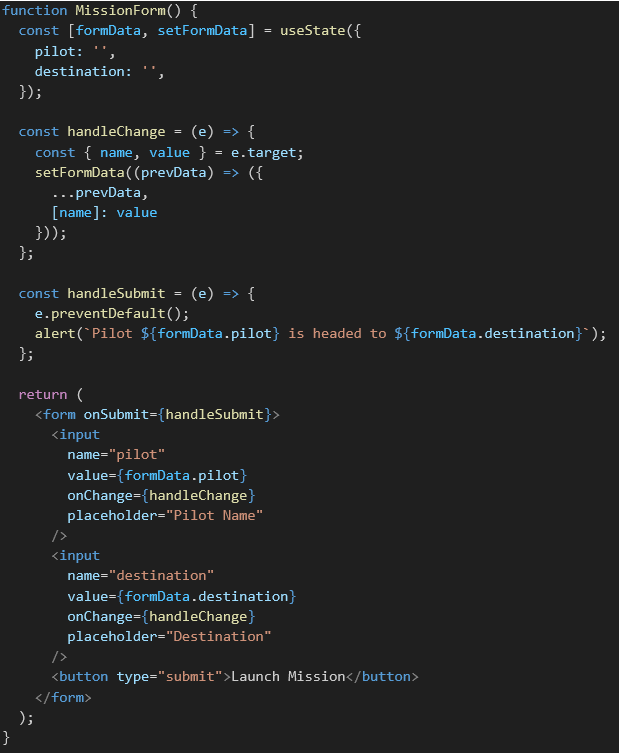 function MissionForm() {
  const [formData, setFormData] = useState({
    pilot: '',
    destination: '',
  });

  const handleChange = (e) => {
    const { name, value } = e.target;
    setFormData((prevData) => ({
      ...prevData,
      [name]: value
    }));
  };

  const handleSubmit = (e) => {
    e.preventDefault();
    alert(`Pilot ${formData.pilot} is headed to ${formData.destination}`);
  };

  return (
    <form onSubmit={handleSubmit}>
      <input
        name="pilot"
        value={formData.pilot}
        onChange={handleChange}
        placeholder="Pilot Name"
      />
      <input
        name="destination"
        value={formData.destination}
        onChange={handleChange}
        placeholder="Destination"
      />
      <button type="submit">Launch Mission</button>
    </form>
  );
}